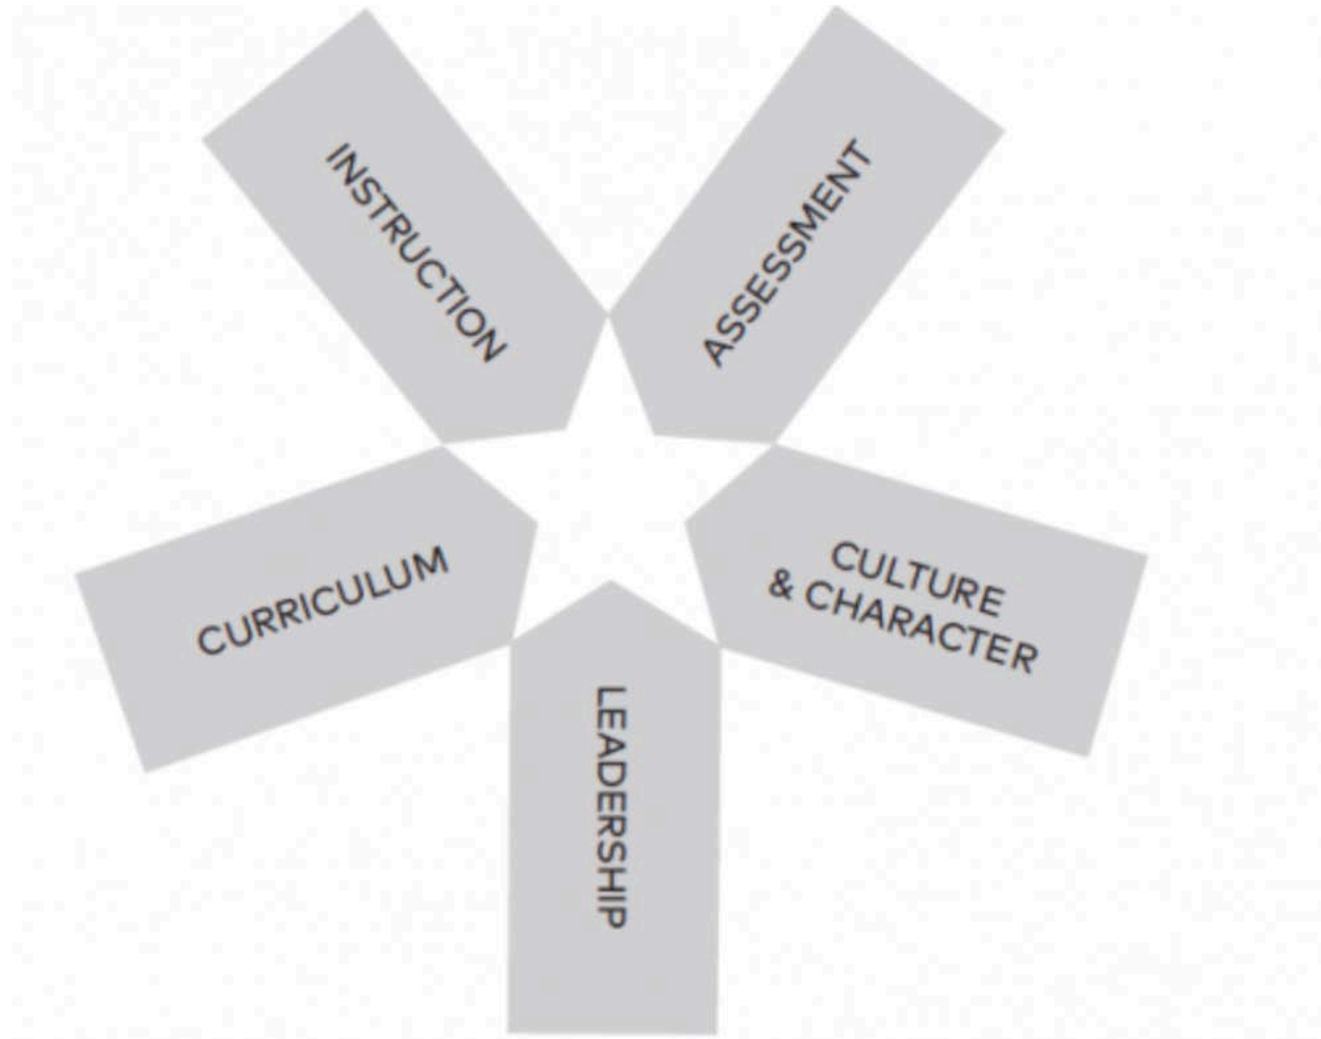 INSTRUCTION
ASSESSMENT
CURRICULUM
CULTURE
& CHARACTER
LEADERSHIP